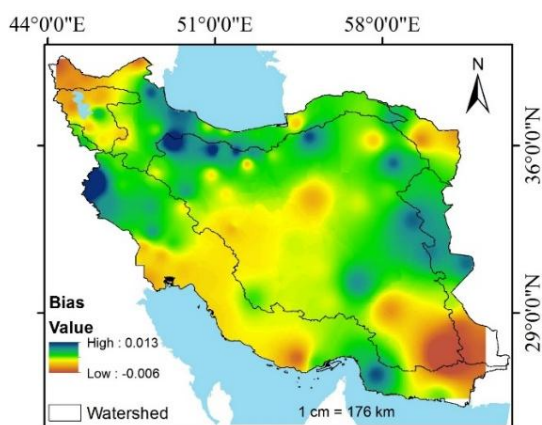 44°0'0"E 51°0'0"E 58°0'0"E
N
36°0'0"N
29°0'0"N
Bias
Value
High : 0.013
Low : -0.006
Watershed
1 cm = 176 km